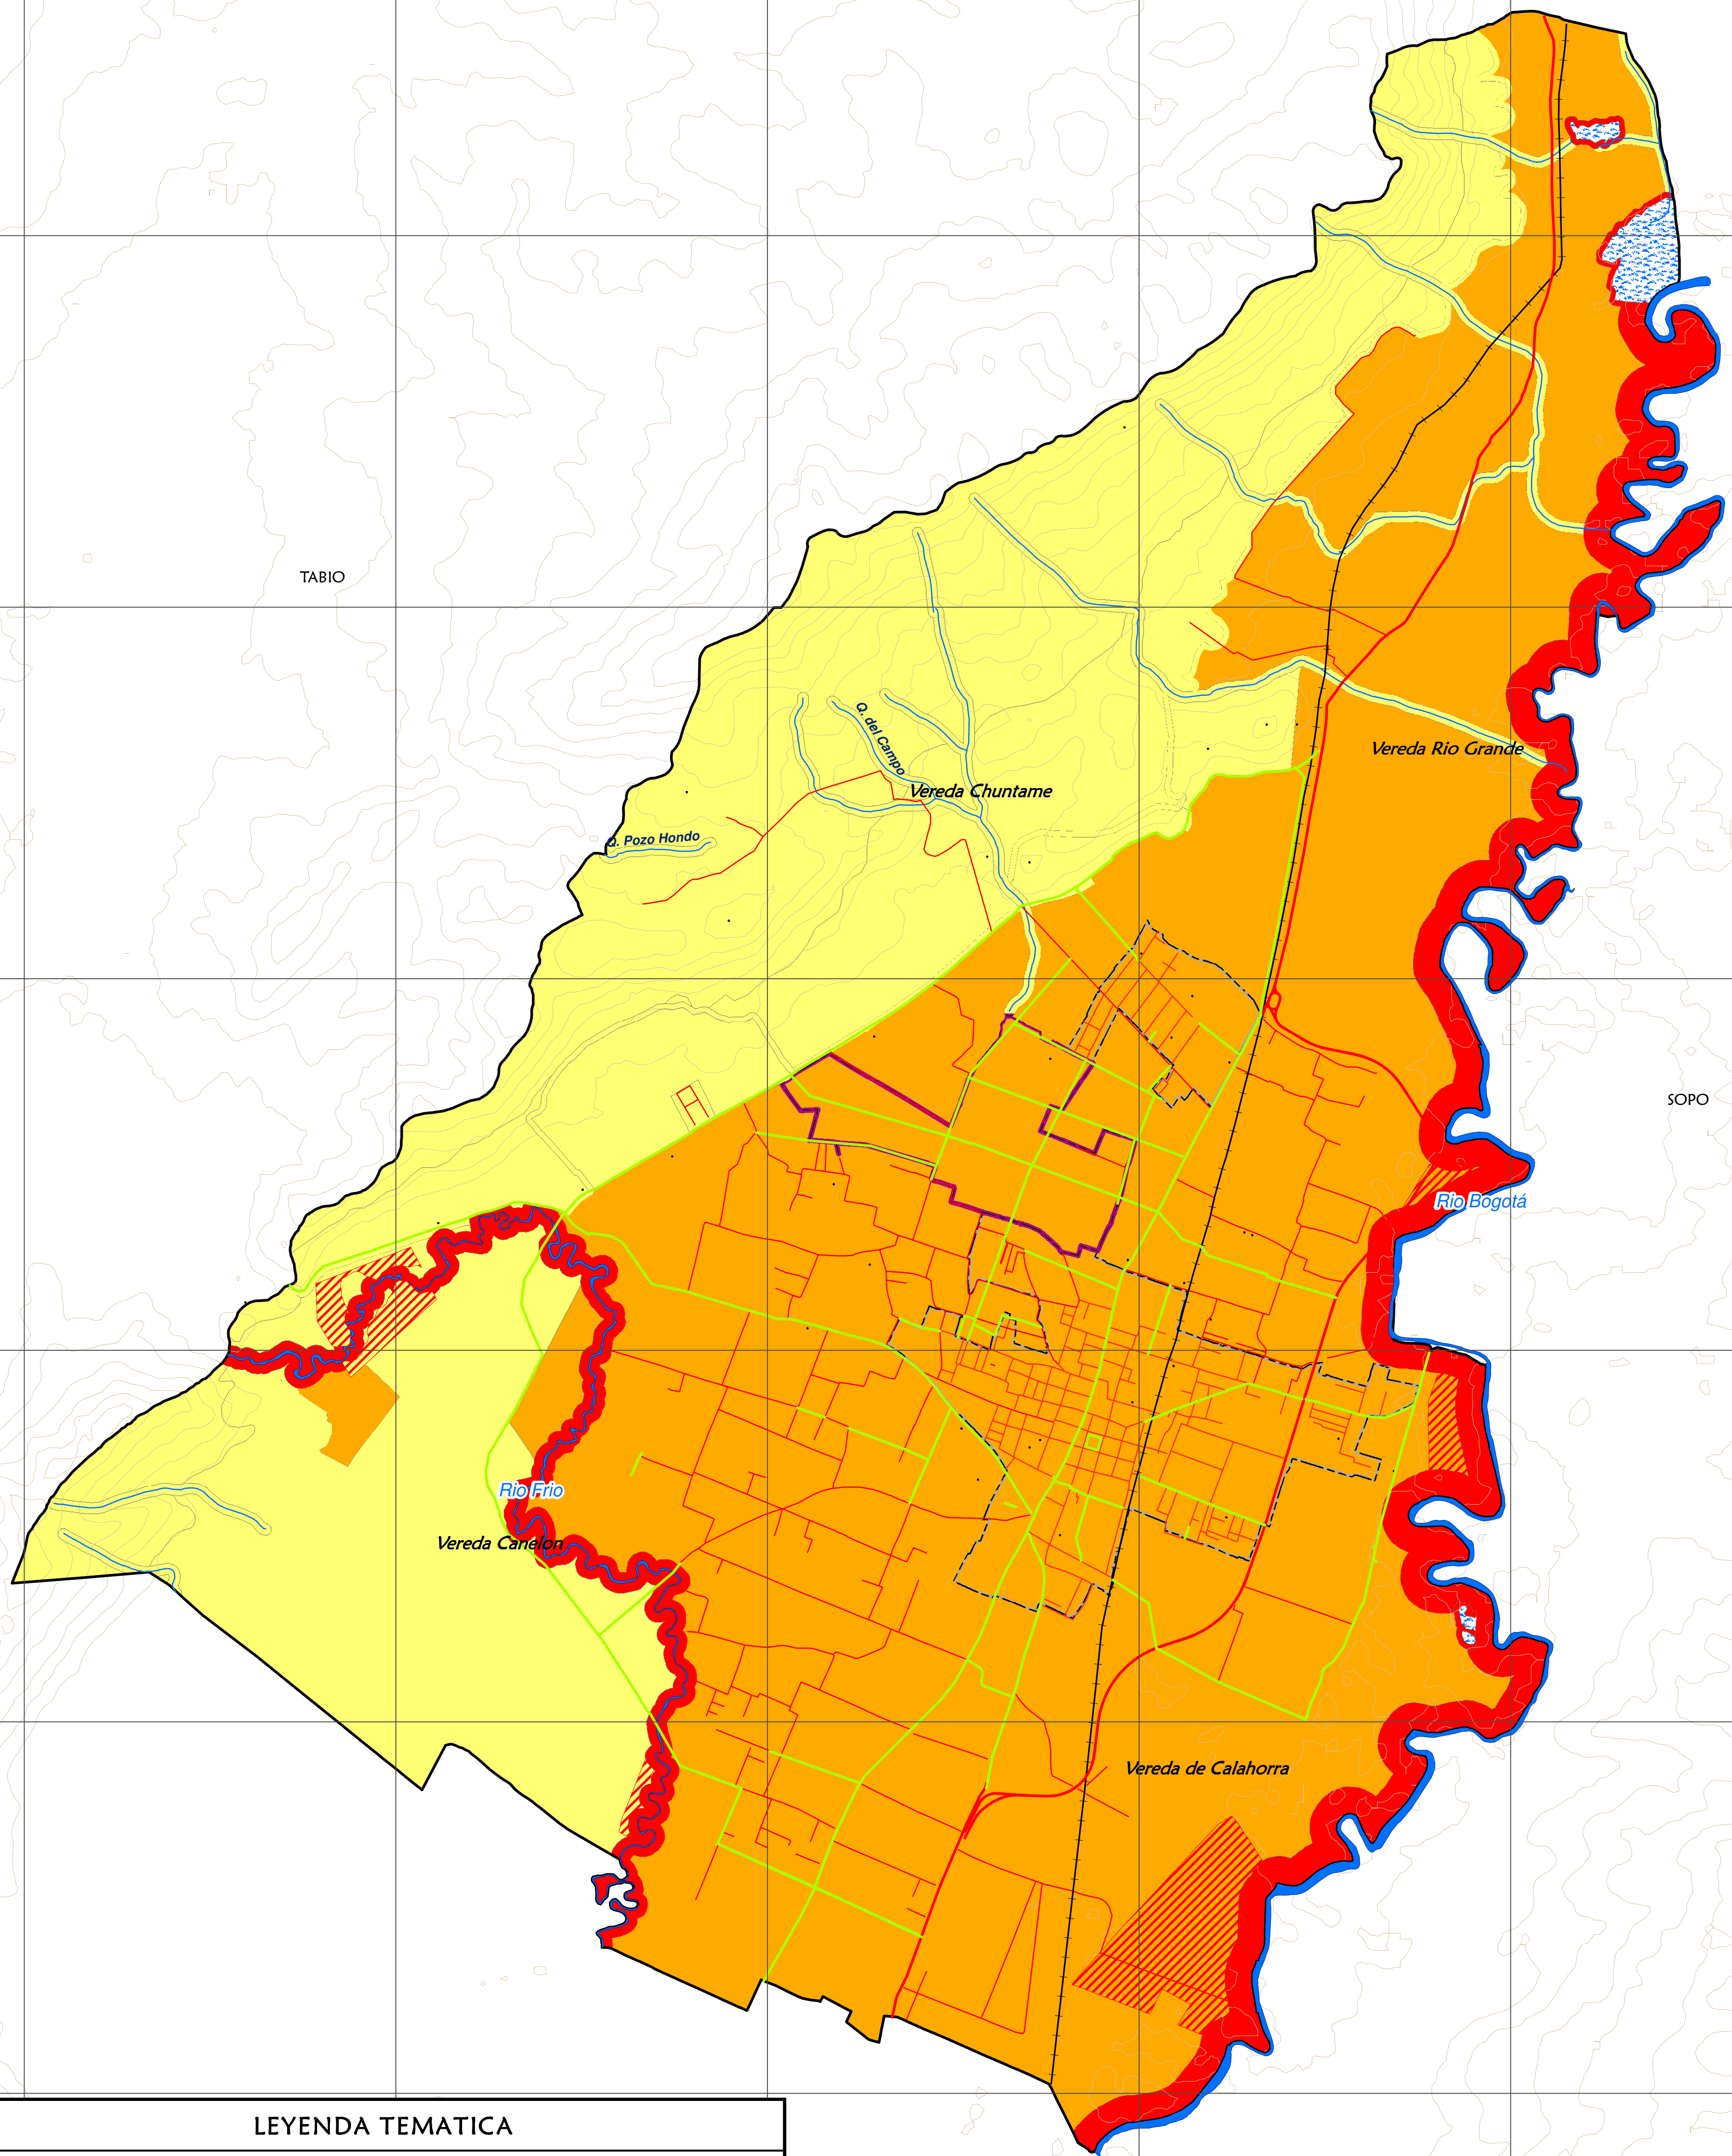 TABIO
Q. del Campo
Vereda Rio Grande
Vereda Chuntame
Q. Pozo Hondo
SOPO
Rio Bogotá
Rio Frio
Vereda Canelon
Vereda de Calahorra
LEYENDA TEMATICA